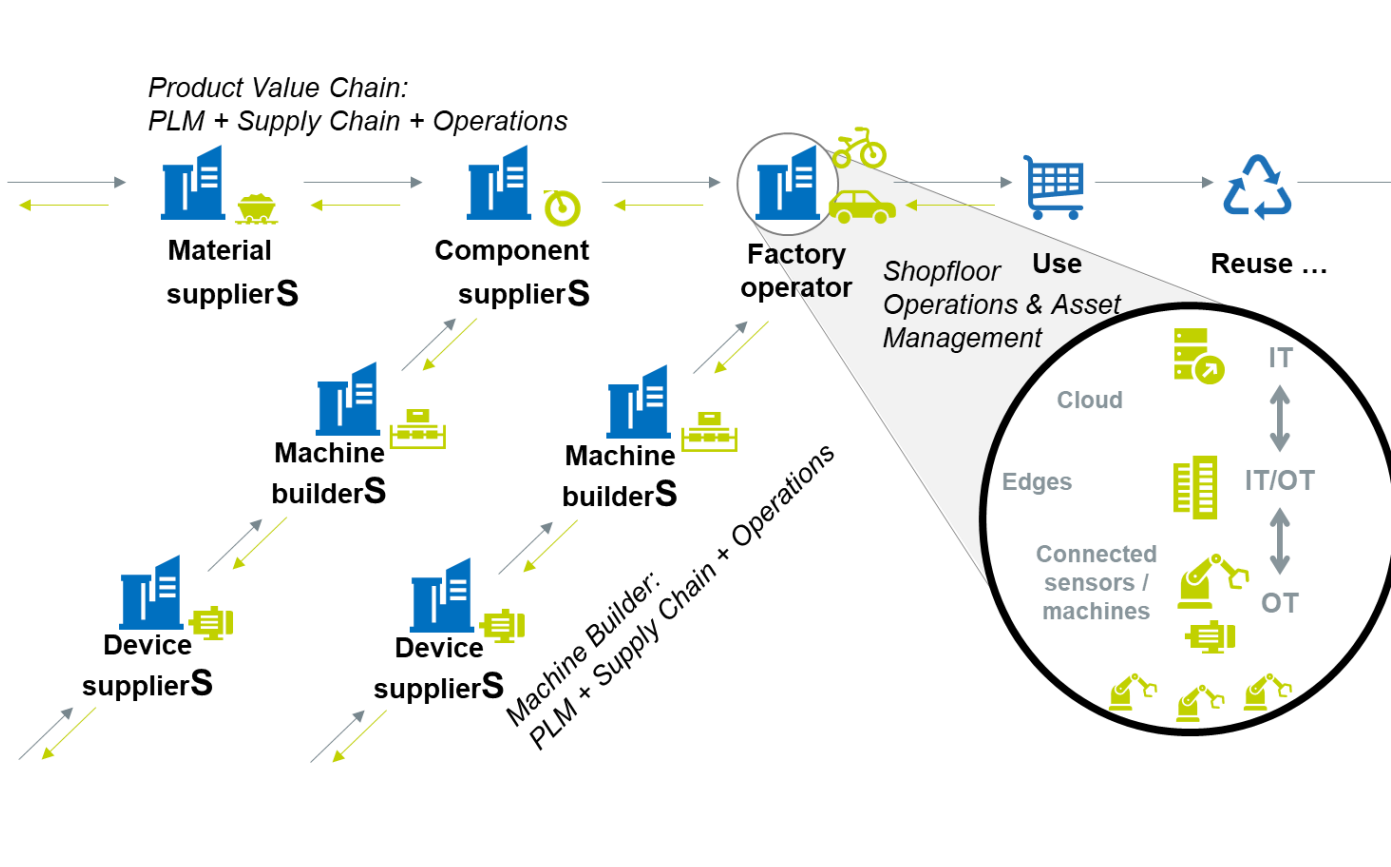 Product Value Chain:
PLM + Supply Chain + Operations
Material
supplierS
Component
supplierS
Factory
operator
Use
Reuse …
Shopfloor
Operations & Asset
Management
Machine
builderS
Machine
builderS
Device
supplierS
Device
supplierS
Machine Builder:
PLM + Supply Chain + Operations
Cloud
IT
Edges
IT/OT
Connected
sensors /
machines
OT